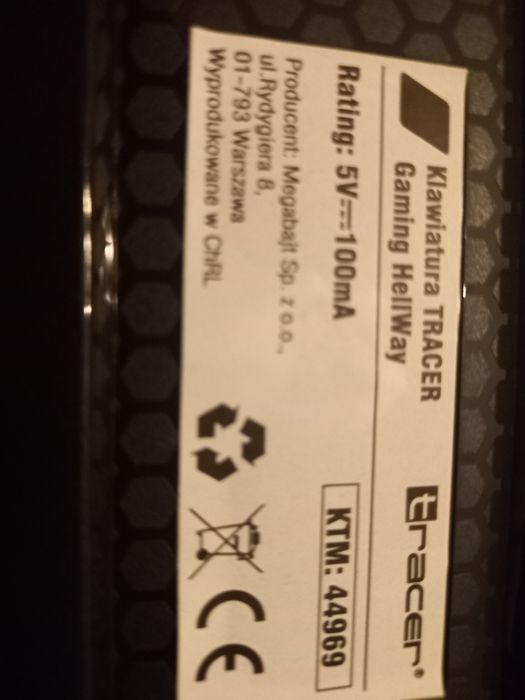 Klawiatura TRACER
Gaming HellWay
tracer®
Rating: 5V⎓100mA
KTM: 44969
Producent: Megabajt Sp. z o.o.,
ul.Rydygiera 8,
01-793 Warszawa
Wyprodukowane w ChRL
CE